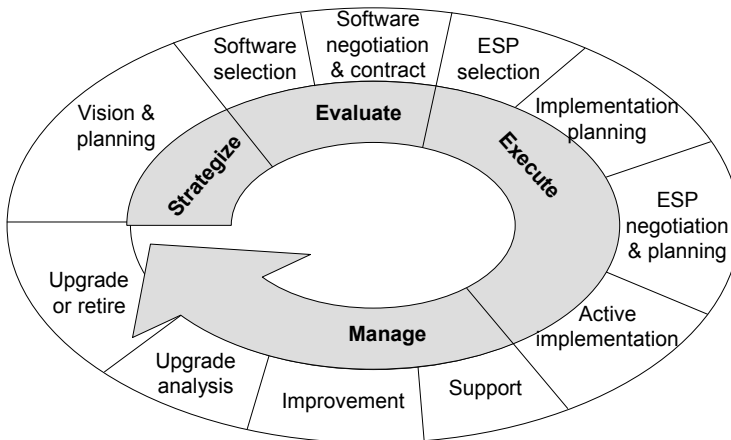 Software
selection
Software
negotiation
& contract
ESP
selection
Vision &
planning
Evaluate
Implementation
planning
Strategize
Execute
ESP
negotiation
& planning
Upgrade
or retire
Active
implementation
Manage
Upgrade
analysis
Improvement
Support